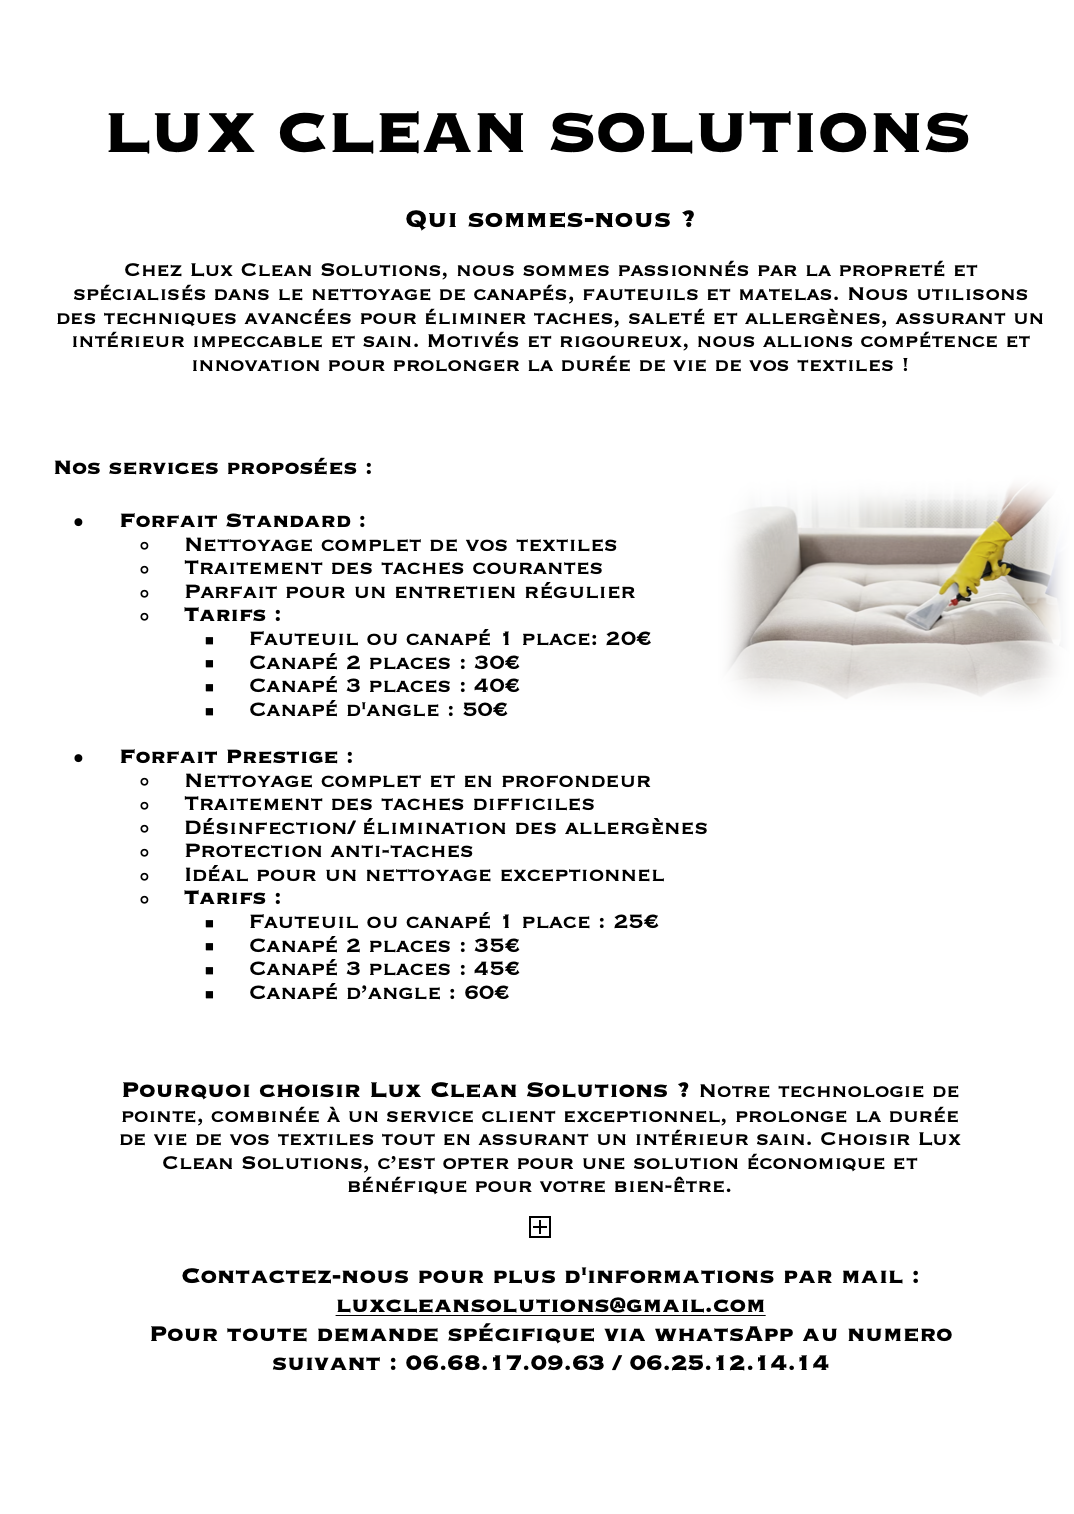 LUX CLEAN SOLUTIONS
Qui sommes-nous ?
Chez Lux Clean Solutions, nous sommes passionnés par la propreté et
spécialisés dans le nettoyage de canapés, fauteuils et matelas. Nous utilisons
des techniques avancées pour éliminer taches, saleté et allergènes, assurant un
intérieur impeccable et sain. Motivés et rigoureux, nous allions compétence et
innovation pour prolonger la durée de vie de vos textiles !
Nos services proposées :
• Forfait Standard :
o Nettoyage complet de vos textiles
o Traitement des taches courantes
o Parfait pour un entretien régulier
o Tarifs :
▪ Fauteuil ou canapé 1 place: 20€
▪ Canapé 2 places : 30€
▪ Canapé 3 places : 40€
▪ Canapé d'angle : 50€
• Forfait Prestige :
o Nettoyage complet et en profondeur
o Traitement des taches difficiles
o Désinfection/ élimination des allergènes
o Protection anti-taches
o Idéal pour un nettoyage exceptionnel
o Tarifs :
▪ Fauteuil ou canapé 1 place : 25€
▪ Canapé 2 places : 35€
▪ Canapé 3 places : 45€
▪ Canapé d’angle : 60€
Pourquoi choisir Lux Clean Solutions ? Notre technologie de
pointe, combinée à un service client exceptionnel, prolonge la durée
de vie de vos textiles tout en assurant un intérieur sain. Choisir Lux
Clean Solutions, c’est opter pour une solution économique et
bénéfique pour votre bien-être.
Contactez-nous pour plus d'informations par mail :
luxcleansolutions@gmail.com
Pour toute demande spécifique via whatsApp au numero
suivant : 06.68.17.09.63 / 06.25.12.14.14